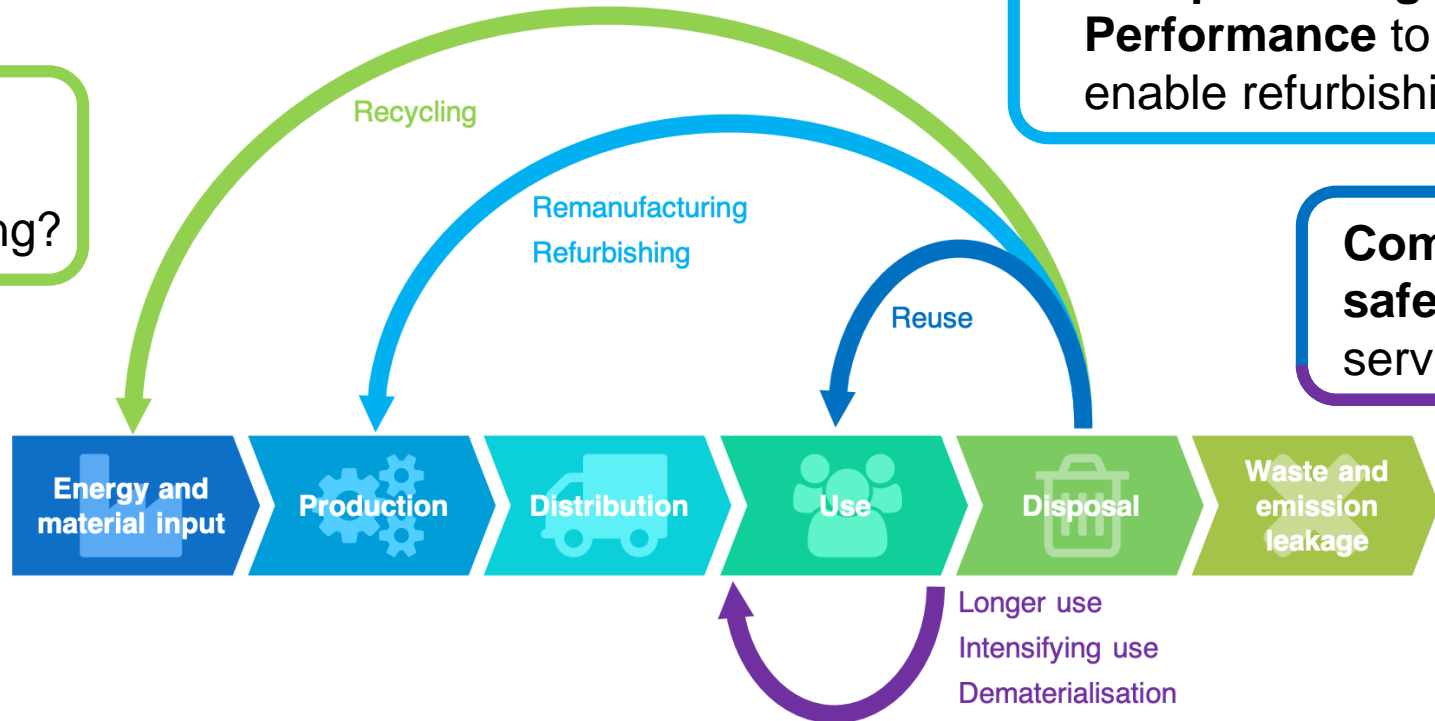 Performance to
enable refurbishi
ng?
Com
safe
serv
Recycling
Remanufacturing
Refurbishing
Reuse
Energy and
material input
Production
Distribution
Use
Disposal
Waste and
emission
leakage
Longer use
Intensifying use
Dematerialisation